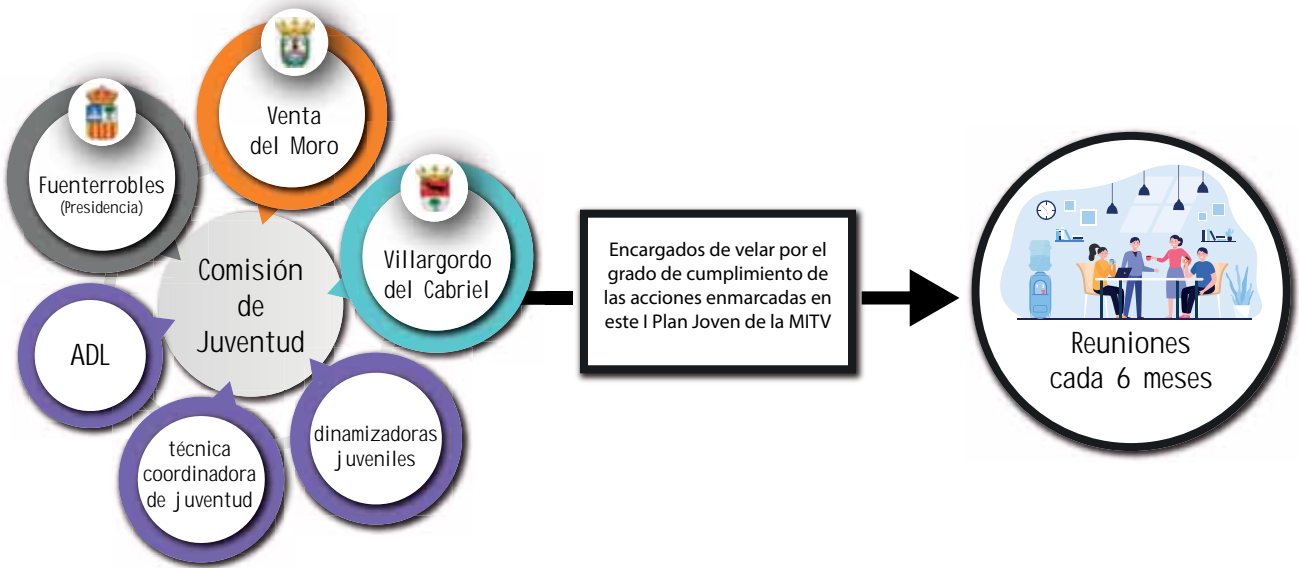 Venta
del Moro
Fuenterrobles
(Presidencia)
Villargordo
del Cabriel
Comisión
de
Juventud
ADL
técnica
coordinadora
de juventud
dinamizadoras
juveniles
Encargados de velar por el
grado de cumplimiento de
las acciones enmarcadas en
este I Plan Joven de la MITV
Reuniones
cada 6 meses